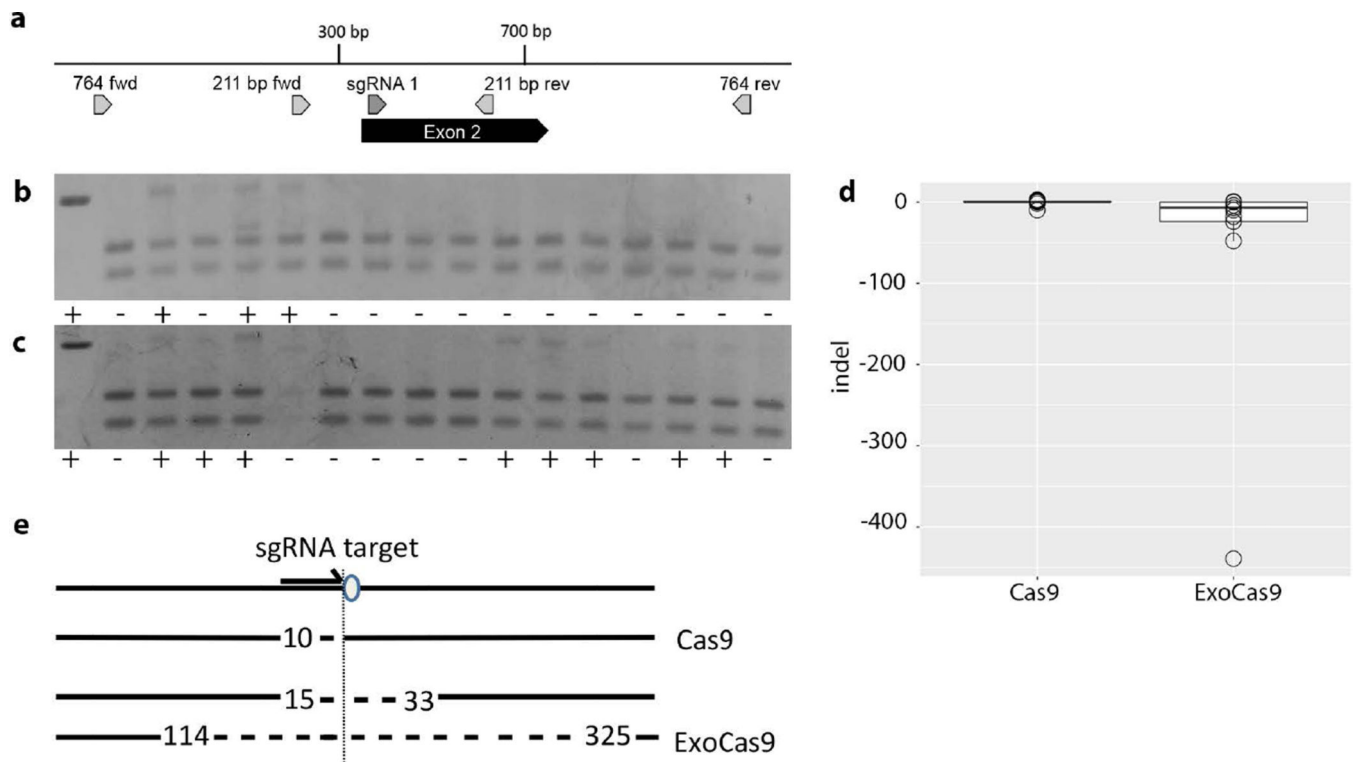 a
300 bp 700 bp
764 fwd 211 bp fwd sgRNA 1 211 bp rev 764 rev
Exon 2
b
+ - + - + + - - - - - - - - - - -
c
+ - + + + - - - - - + + + - + + -
d
0
-100
-200
-300
-400
indel
Cas9 ExoCas9
e
sgRNA target
10 Cas9
15 33
114 325 ExoCas9